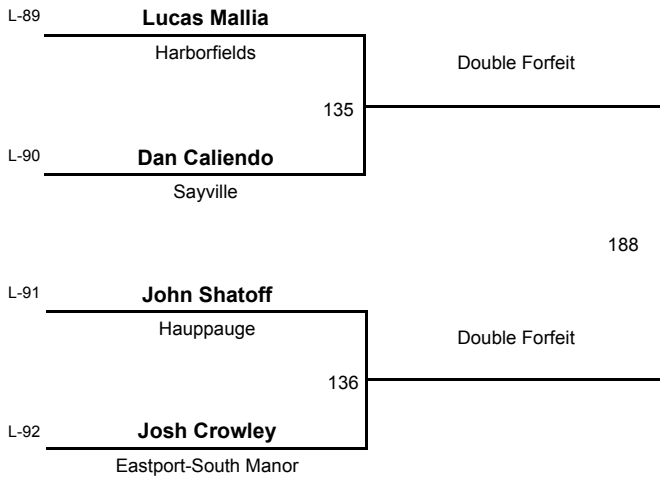 L-89
Lucas Mallia
Harborfields
Double Forfeit
135
L-90
Dan Caliendo
Sayville
188
L-91
John Shatoff
Hauppauge
Double Forfeit
136
L-92
Josh Crowley
Eastport-South Manor